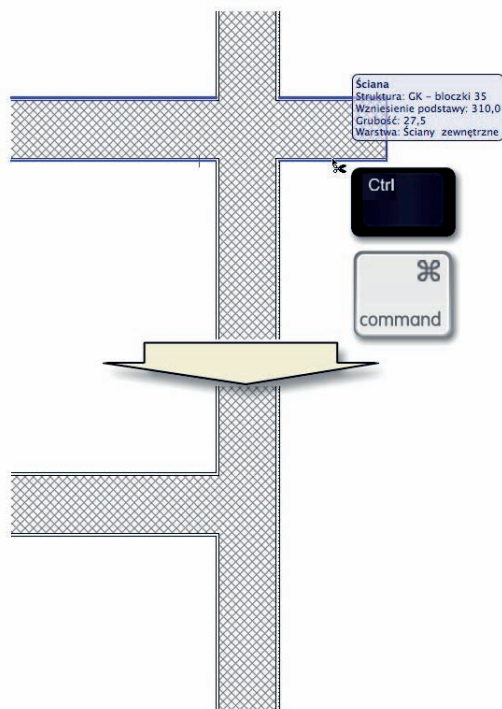 Ściana
Struktura: GK - bloczki 35
Wzniesienie podstawy: 310,0
Grubość: 27,5
Warstwa: Ściany zewnętrzne
Ctrl
⌘
command